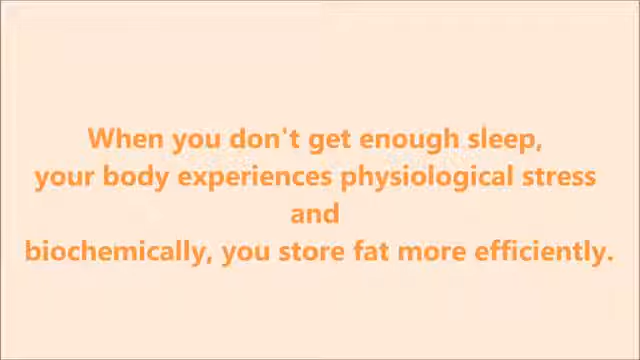 When you don't get enough sleep,
your body experiences physiological stress
and
biochemically, you store fat more efficiently.